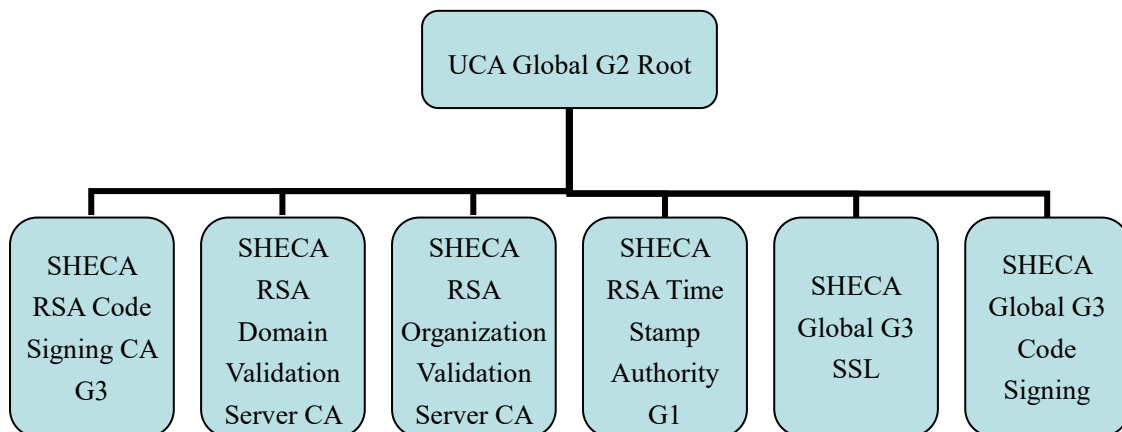 UCA Global G2 Root
SHECA
RSA Code
Signing CA
G3
SHECA
RSA
Domain
Validation
Server CA
SHECA
RSA
Organization
Validation
Server CA
SHECA
RSA Time
Stamp
Authority
G1
SHECA
Global G3
SSL
SHECA
Global G3
Code
Signing